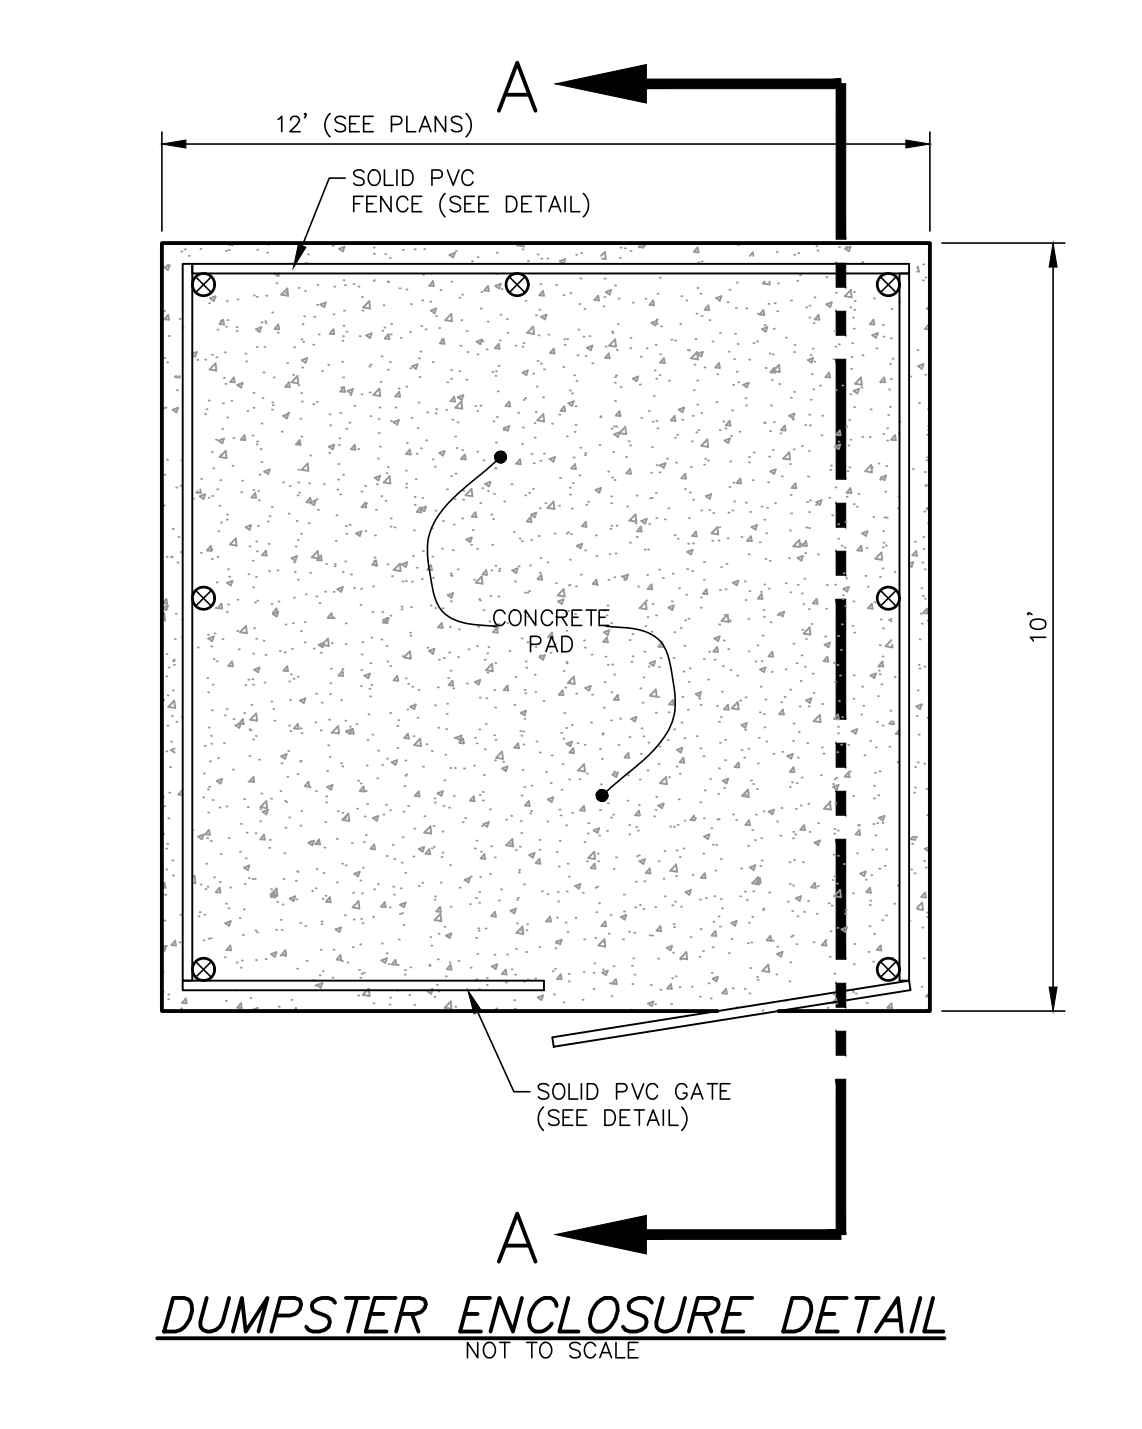 A
12' (SEE PLANS)
SOLID PVC
FENCE (SEE DETAIL)
CONCRETE
PAD
10'
SOLID PVC GATE
(SEE DETAIL)
A
DUMPSTER ENCLOSURE DETAIL
NOT TO SCALE